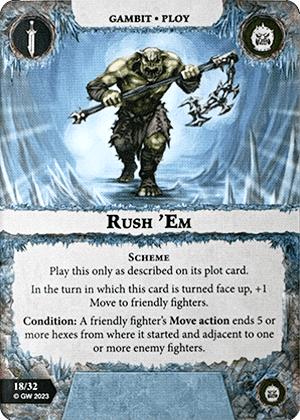 GAMBIT • PLOY
RUSH 'EM
SCHEME
Play this only as described on its plot card.
In the turn in which this card is turned face up, +1
Move to friendly fighters.
Condition: A friendly fighter's Move action ends 5 or
more hexes from where it started and adjacent to one
or more enemy fighters.
18/32
© GW 2023